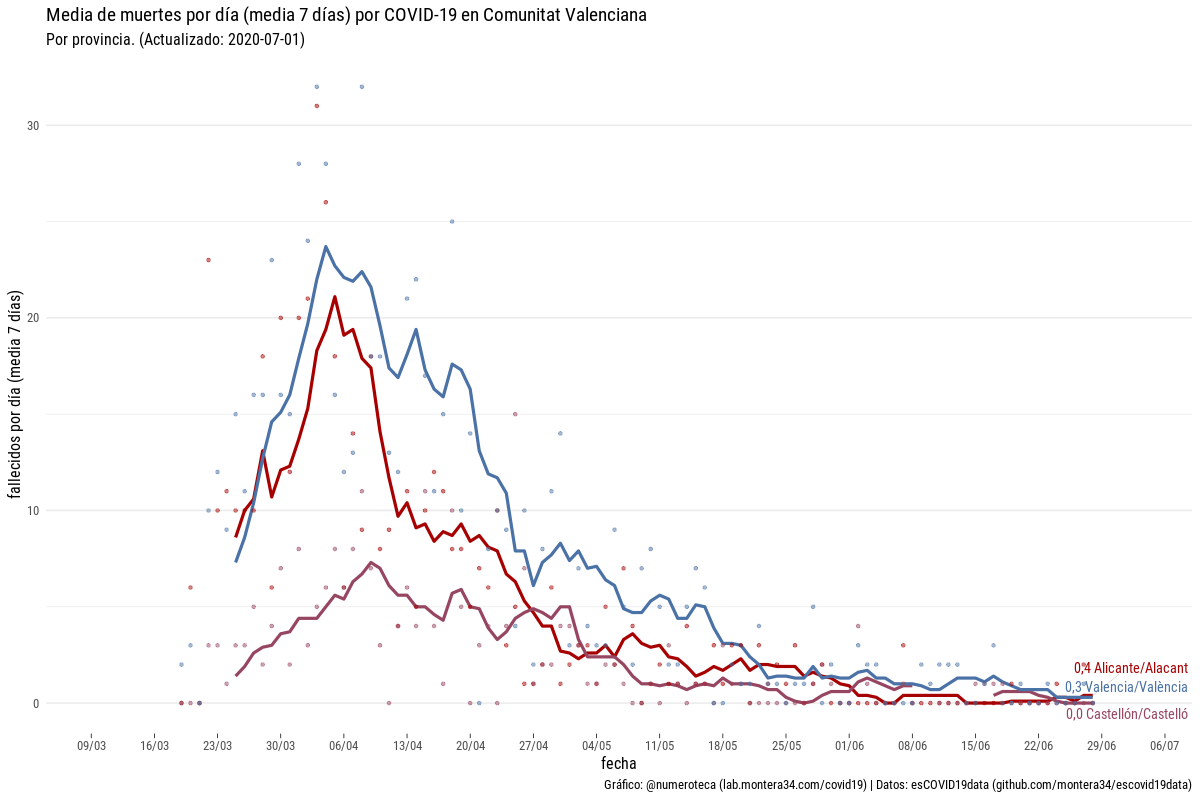 Media de muertes por día (media 7 días) por COVID-19 en Comunitat Valenciana
Por provincia. (Actualizado: 2020-07-01)
fallecidos por día (media 7 días)
30
20
10
0
0,4 Alicante/Alacant
0,3 Valencia/València
0,0 Castellón/Castelló
09/03
16/03
23/03
30/03
06/04
13/04
20/04
27/04
04/05
11/05
18/05
25/05
01/06
08/06
15/06
22/06
29/06
06/07
fecha
Gráfico: @numeroteca (lab.montera34.com/covid19) | Datos: esCOVID19data (github.com/montera34/escovid19data)